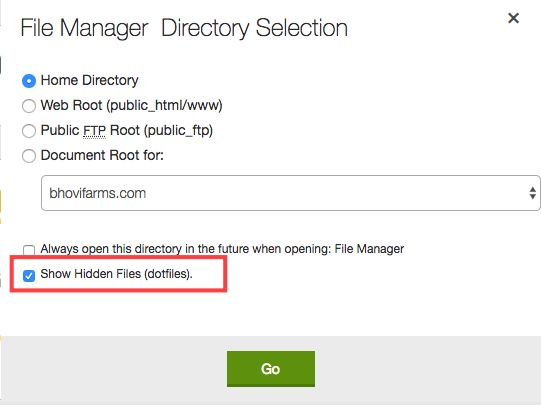 File Manager Directory Selection
Home Directory
Web Root (public_html/www)
Public FTP Root (public_ftp)
Document Root for:
bhovifarms.com
Always open this directory in the future when opening: File Manager
Show Hidden Files (dotfiles).
Go